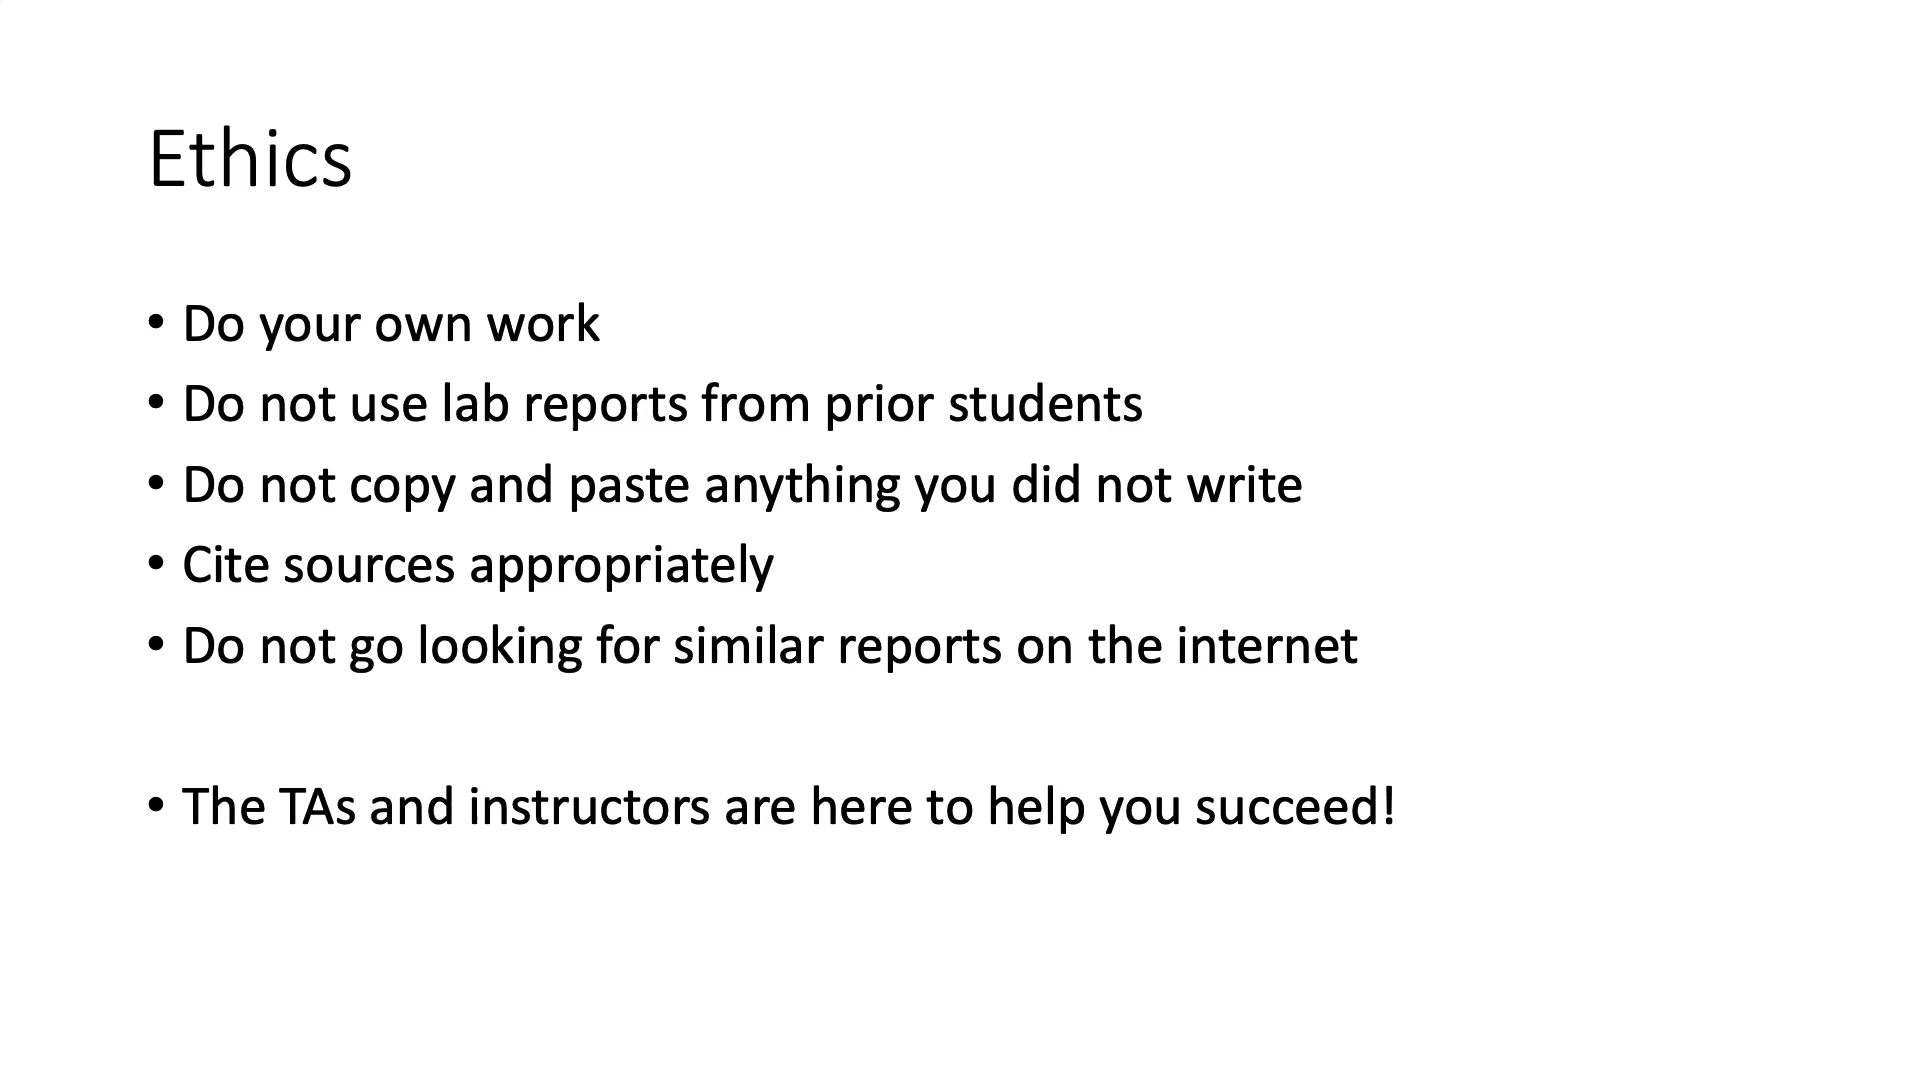 Ethics
• Do your own work
• Do not use lab reports from prior students
• Do not copy and paste anything you did not write
• Cite sources appropriately
• Do not go looking for similar reports on the internet
• The TAs and instructors are here to help you succeed!